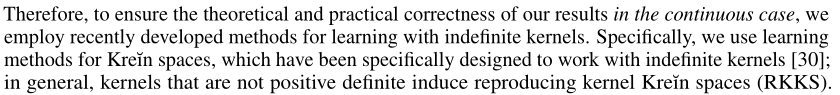 Therefore, to ensure the theoretical and practical correctness of our results in the continuous case, we
employ recently developed methods for learning with indefinite kernels. Specifically, we use learning
methods for Kreĭn spaces, which have been specifically designed to work with indefinite kernels [30];
in general, kernels that are not positive definite induce reproducing kernel Kreĭn spaces (RKKS).